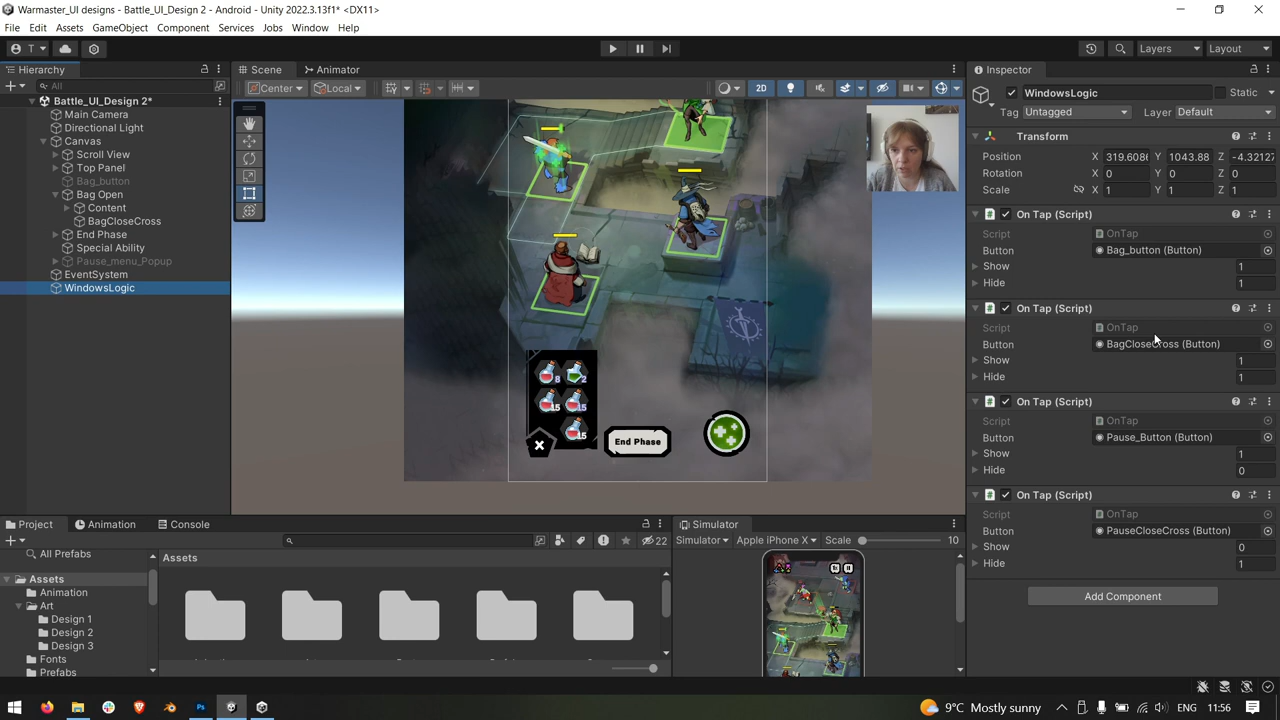 Warmaster_UI designs - Battle_UI_Design 2 - Android - Unity 2022.3.13f1* <DX11>
File Edit Assets GameObject Component Services Jobs Window Help
T Layers Layout
Hierarchy
All
Battle_UI_Design 2*
Main Camera
Directional Light
Canvas
Scroll View
Top Panel
Bag_button
Bag Open
Content
BagCloseCross
End Phase
Special Ability
Pause_menu_Popup
EventSystem
WindowsLogic
Scene Animator
Center Local 2D
8 2
15 15
15
End Phase
Inspector
WindowsLogic Static
Tag Untagged Layer Default
Transform
Position X 319.6086 Y 1043.88 Z -4.32127
Rotation X 0 Y 0 Z 0
Scale X 1 Y 1 Z 1
On Tap (Script)
Script OnTap
Button Bag_button (Button)
Show 1
Hide 1
On Tap (Script)
Script OnTap
Button BagCloseCross (Button)
Show 1
Hide 1
On Tap (Script)
Script OnTap
Button Pause_Button (Button)
Show 1
Hide 0
On Tap (Script)
Script OnTap
Button PauseCloseCross (Button)
Show 0
Hide 1
Add Component
Project Animation Console
22
All Prefabs
Assets
Animation
Art
Design 1
Design 2
Design 3
Fonts
Prefabs
Assets
Simulator
Simulator Apple iPhone X Scale 10
9°C Mostly sunny ENG 11:56